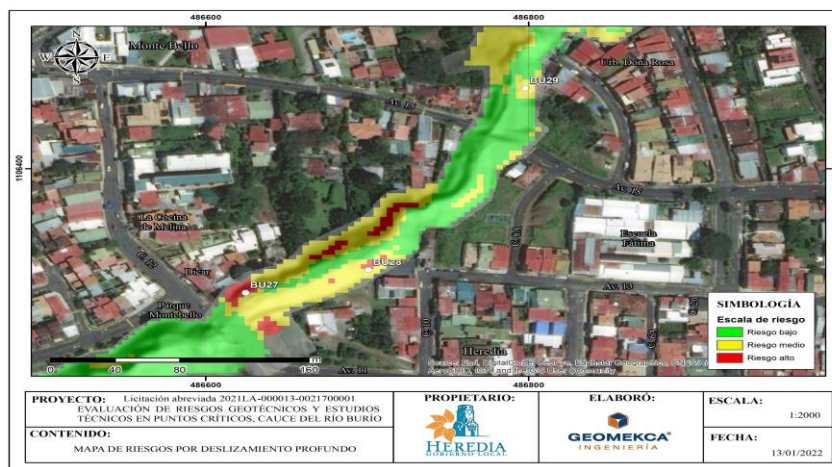 486600
486800
N
W
E
S
Monte Bello
Urb. Doña Rosa
BU29
Av. 15
1106400
Av. 15
La Cocina
de Melina
C. 12
C. 11
Escuela
Fátima
Dicar
BU28
BU27
Av. 13
Parque
Montebello
C. 10
Heredia
Av. 11
SIMBOLOGÍA
Escala de riesgo
Riesgo bajo
Riesgo medio
Riesgo alto
0
40
80
160
m
486600
486800
PROYECTO: Licitación abreviada 2021LA-000013-0021700001
EVALUACIÓN DE RIESGOS GEOTÉCNICOS Y ESTUDIOS
TÉCNICOS EN PUNTOS CRÍTICOS, CAUCE DEL RÍO BURÍO
CONTENIDO:
MAPA DE RIESGOS POR DESLIZAMIENTO PROFUNDO
PROPIETARIO:
HEREDIA
GOBIERNO LOCAL
ELABORÓ:
GEOMEKCA
INGENIERÍA
ESCALA:
1:2000
FECHA:
13/01/2022